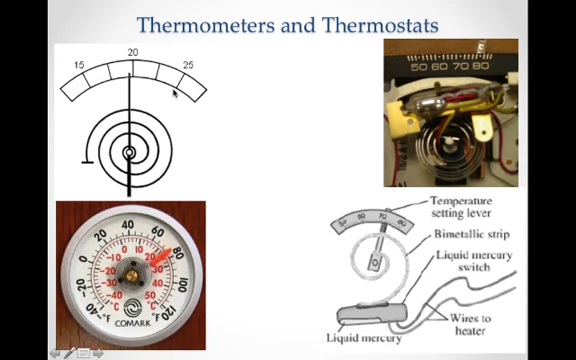 Thermometers and Thermostats
15
20
25
50 60 70 80
-40 -20 0 20 40 60 80 100 120
-40 -30 -20 -10 0 10 20 30 40 50
°F °C °C °F
COMARK
Temperature
setting lever
Bimetallic strip
Liquid mercury
switch
Wires to
heater
Liquid mercury